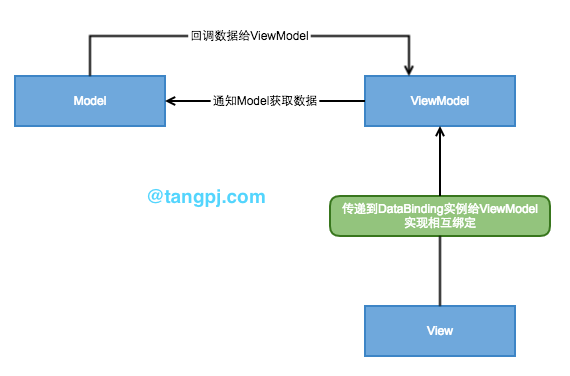 回调数据给ViewModel
Model
ViewModel
通知Model获取数据
@tangpj.com
传递到DataBinding实例给ViewModel
实现相互绑定
View